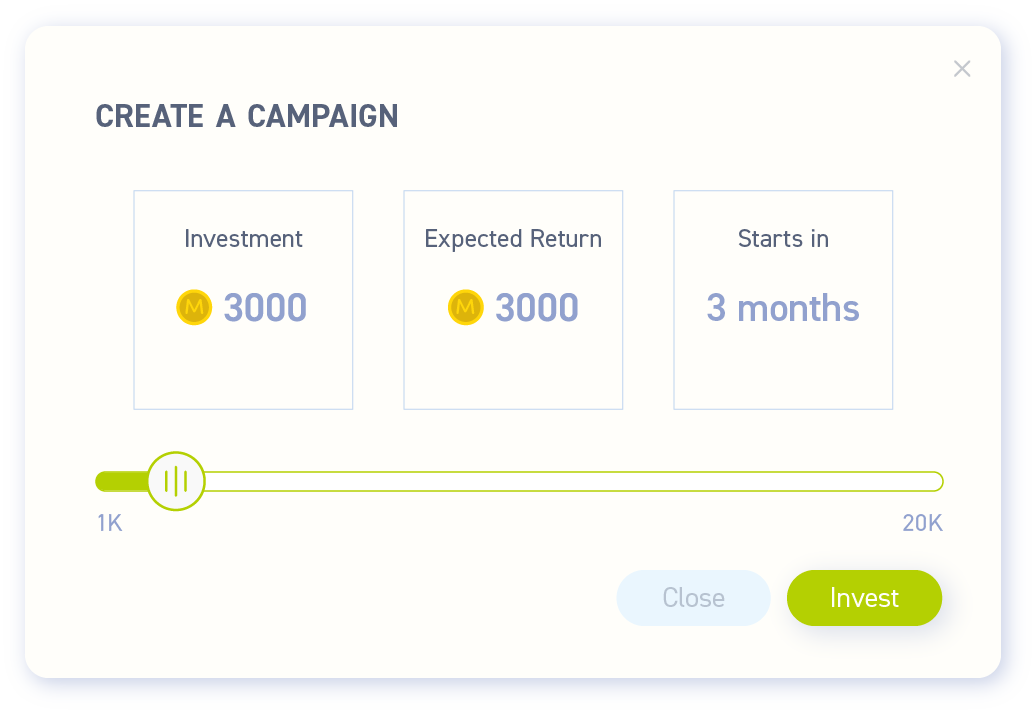 CREATE A CAMPAIGN
Investment
M 3000
Expected Return
M 3000
Starts in
3 months
1K
20K
Close
Invest